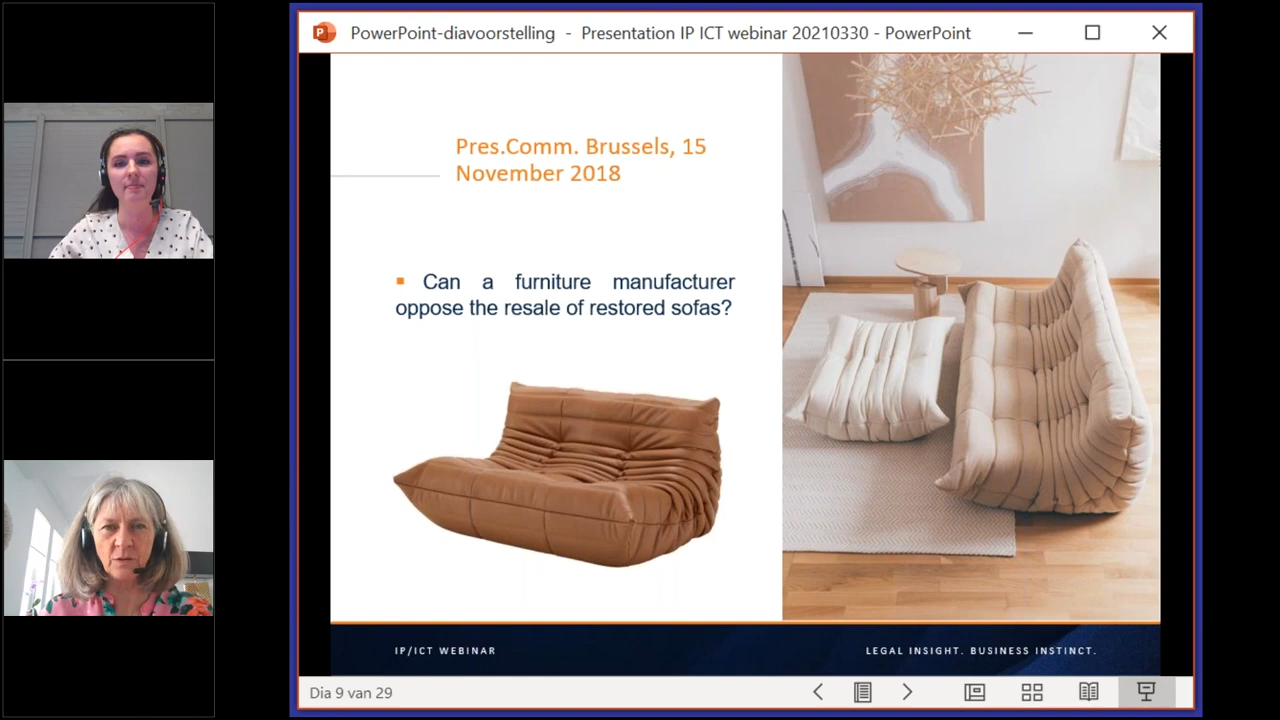 PowerPoint-diavoorstelling - Presentation IP ICT webinar 20210330 - PowerPoint
Pres.Comm. Brussels, 15
November 2018
Can a furniture manufacturer
oppose the resale of restored sofas?
IP/ICT WEBINAR
LEGAL INSIGHT. BUSINESS INSTINCT.
Dia 9 van 29